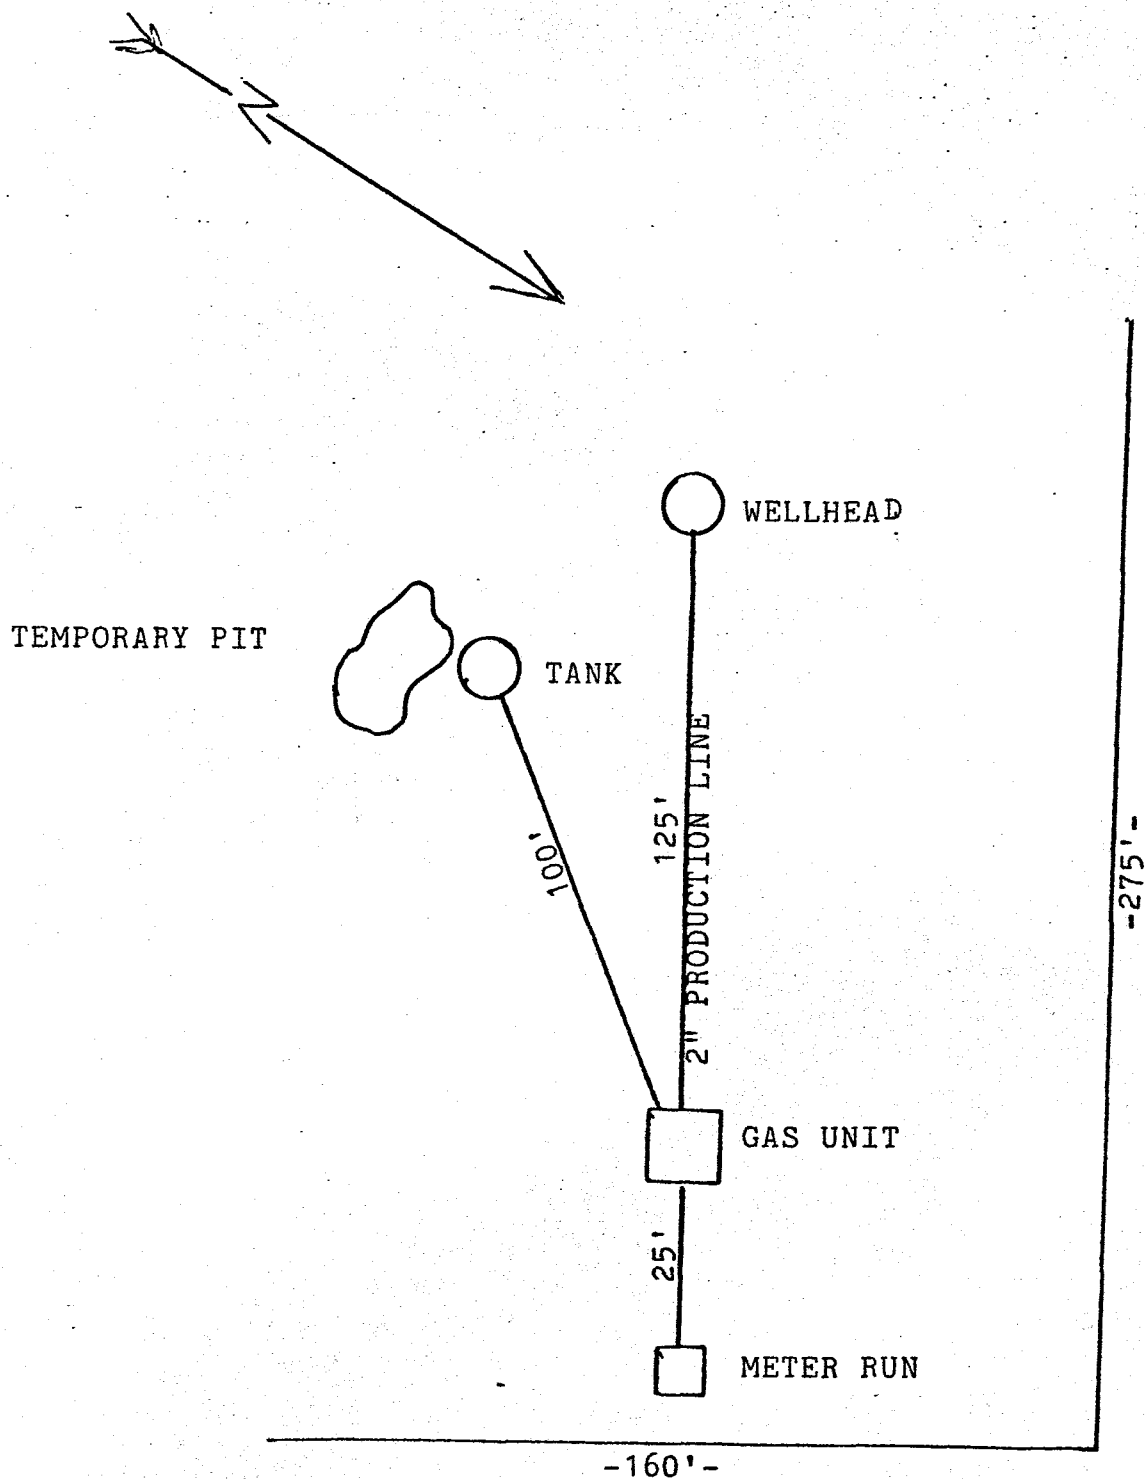 N
WELLHEAD
TEMPORARY PIT
TANK
2" PRODUCTION LINE
125'
100'
-275'-
GAS UNIT
25'
METER RUN
-160'-